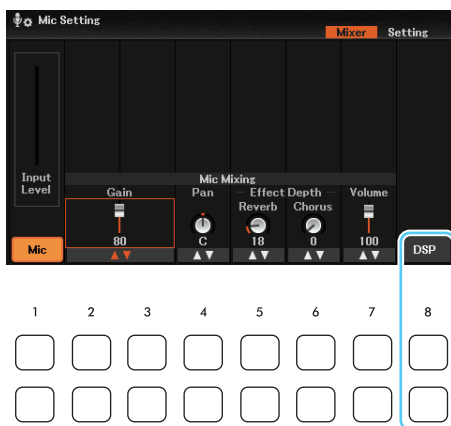 Mic Setting
Mixer Setting
Input
Level
Mic Mixing
Gain Pan Effect Depth Volume
Reverb Chorus
80 C 18 0 100
Mic ▲▼ ▲▼ ▲▼ ▲▼ ▲▼ DSP
1 2 3 4 5 6 7 8